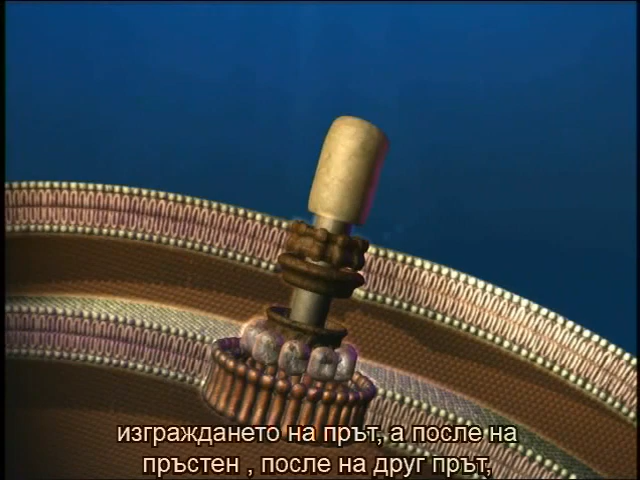 изграждането на прът, а после на
пръстен , после на друг прът,